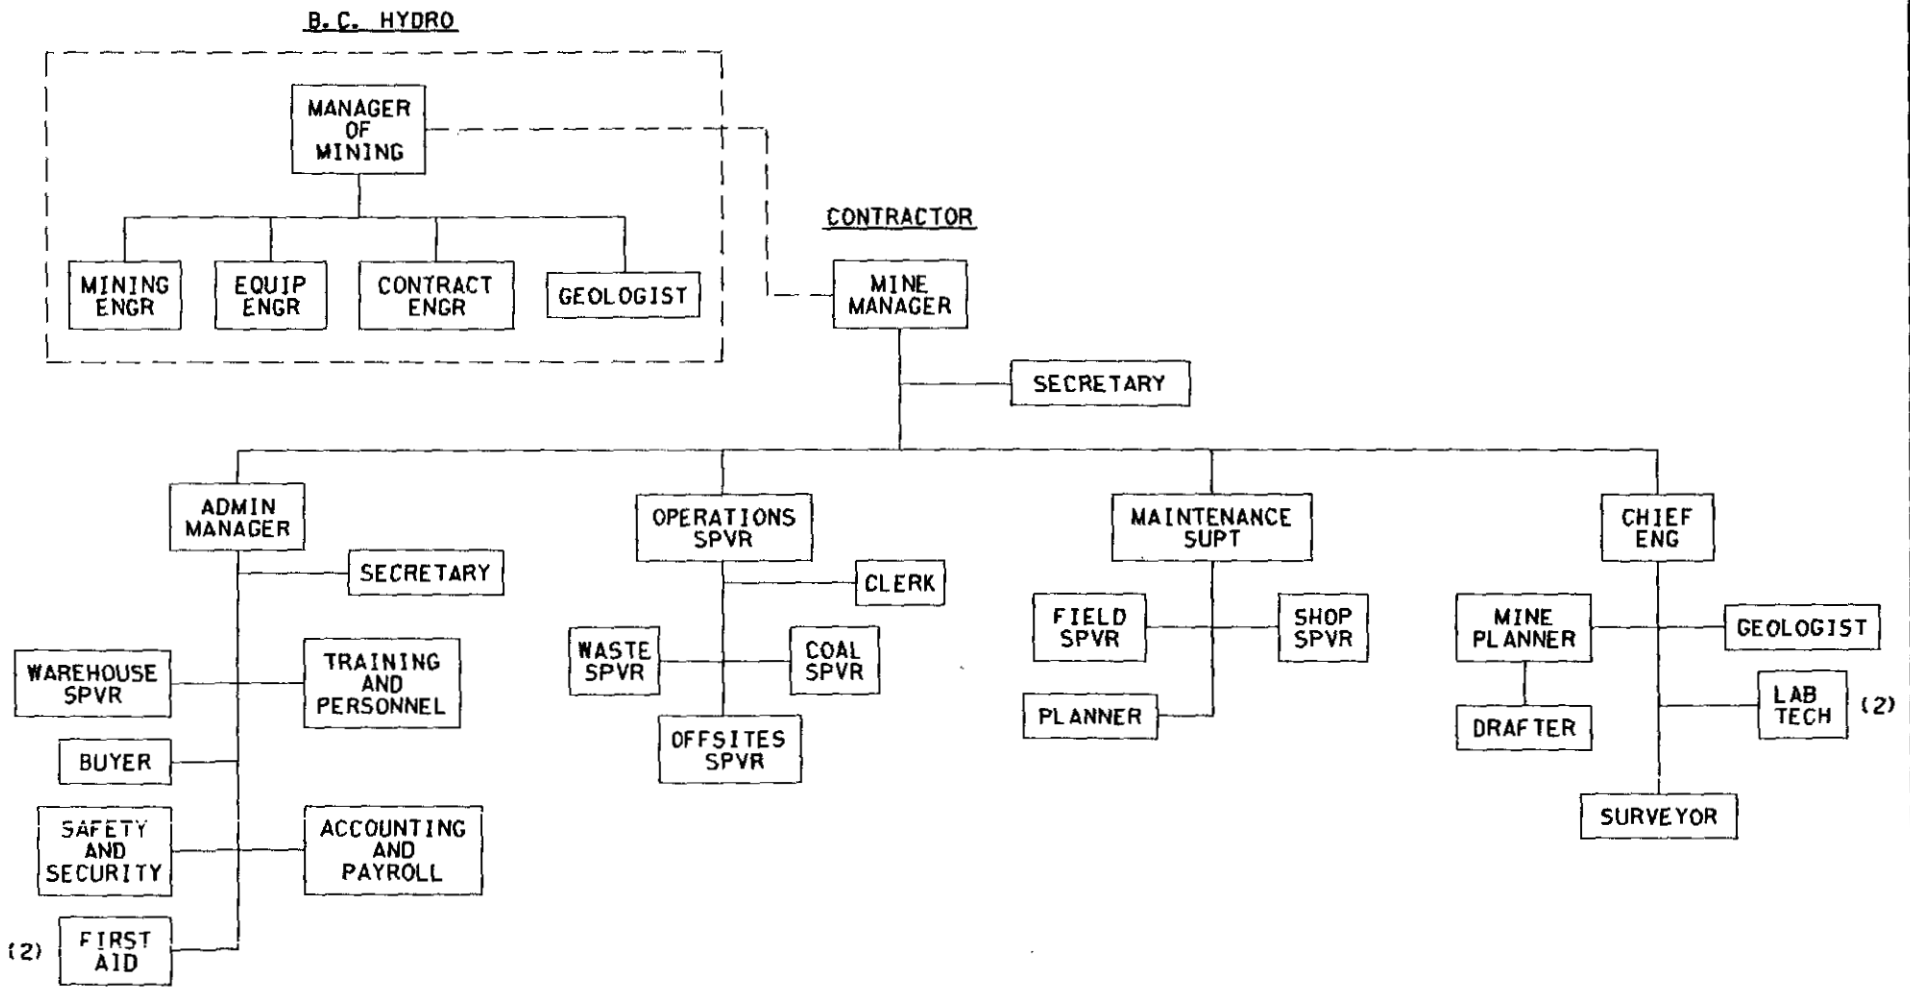 B.C. HYDRO
MANAGER
OF
MINING
MINING
ENGR
EQUIP
ENGR
CONTRACT
ENGR
GEOLOGIST
CONTRACTOR
MINE
MANAGER
SECRETARY
ADMIN
MANAGER
SECRETARY
WAREHOUSE
SPVR
TRAINING
AND
PERSONNEL
BUYER
SAFETY
AND
SECURITY
ACCOUNTING
AND
PAYROLL
(2)
FIRST
AID
OPERATIONS
SPVR
CLERK
WASTE
SPVR
COAL
SPVR
OFFSITES
SPVR
MAINTENANCE
SUPT
FIELD
SPVR
SHOP
SPVR
PLANNER
CHIEF
ENG
MINE
PLANNER
GEOLOGIST
DRAFTER
LAB
TECH
(2)
SURVEYOR